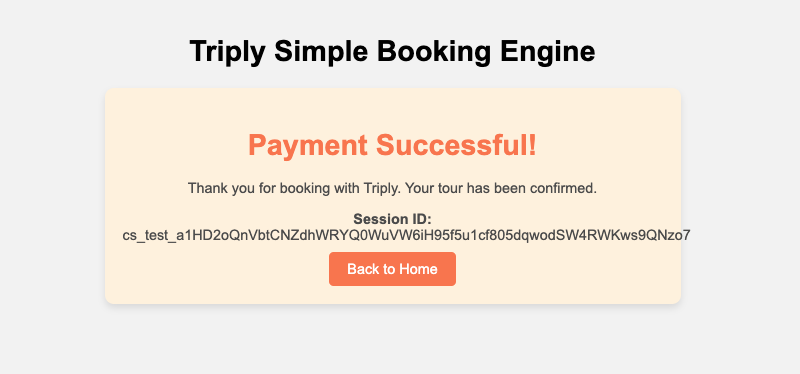 Triply Simple Booking Engine
Payment Successful!
Thank you for booking with Triply. Your tour has been confirmed.
Session ID:
cs_test_a1HD2oQnVbtCNZdhWRYQ0WuVW6iH95f5u1cf805dqwodSW4RWKws9QNzo7
Back to Home